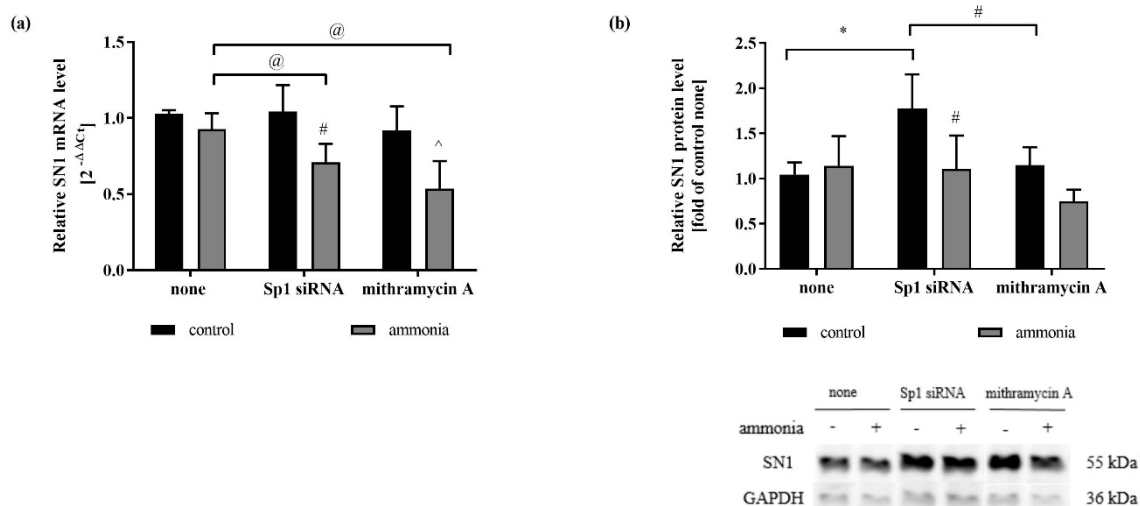 (a)
@
@
Relative SN1 mRNA level
[2^-ΔΔCt]
1.5
1.0
0.5
0.0
#
^
none
Sp1 siRNA
mithramycin A
control
ammonia
(b)
#
*
#
Relative SN1 protein level
[fold of control none]
2.5
2.0
1.5
1.0
0.5
0.0
none
Sp1 siRNA
mithramycin A
control
ammonia
none Sp1 siRNA mithramycin A
ammonia - + - + - +
SN1 55 kDa
GAPDH 36 kDa